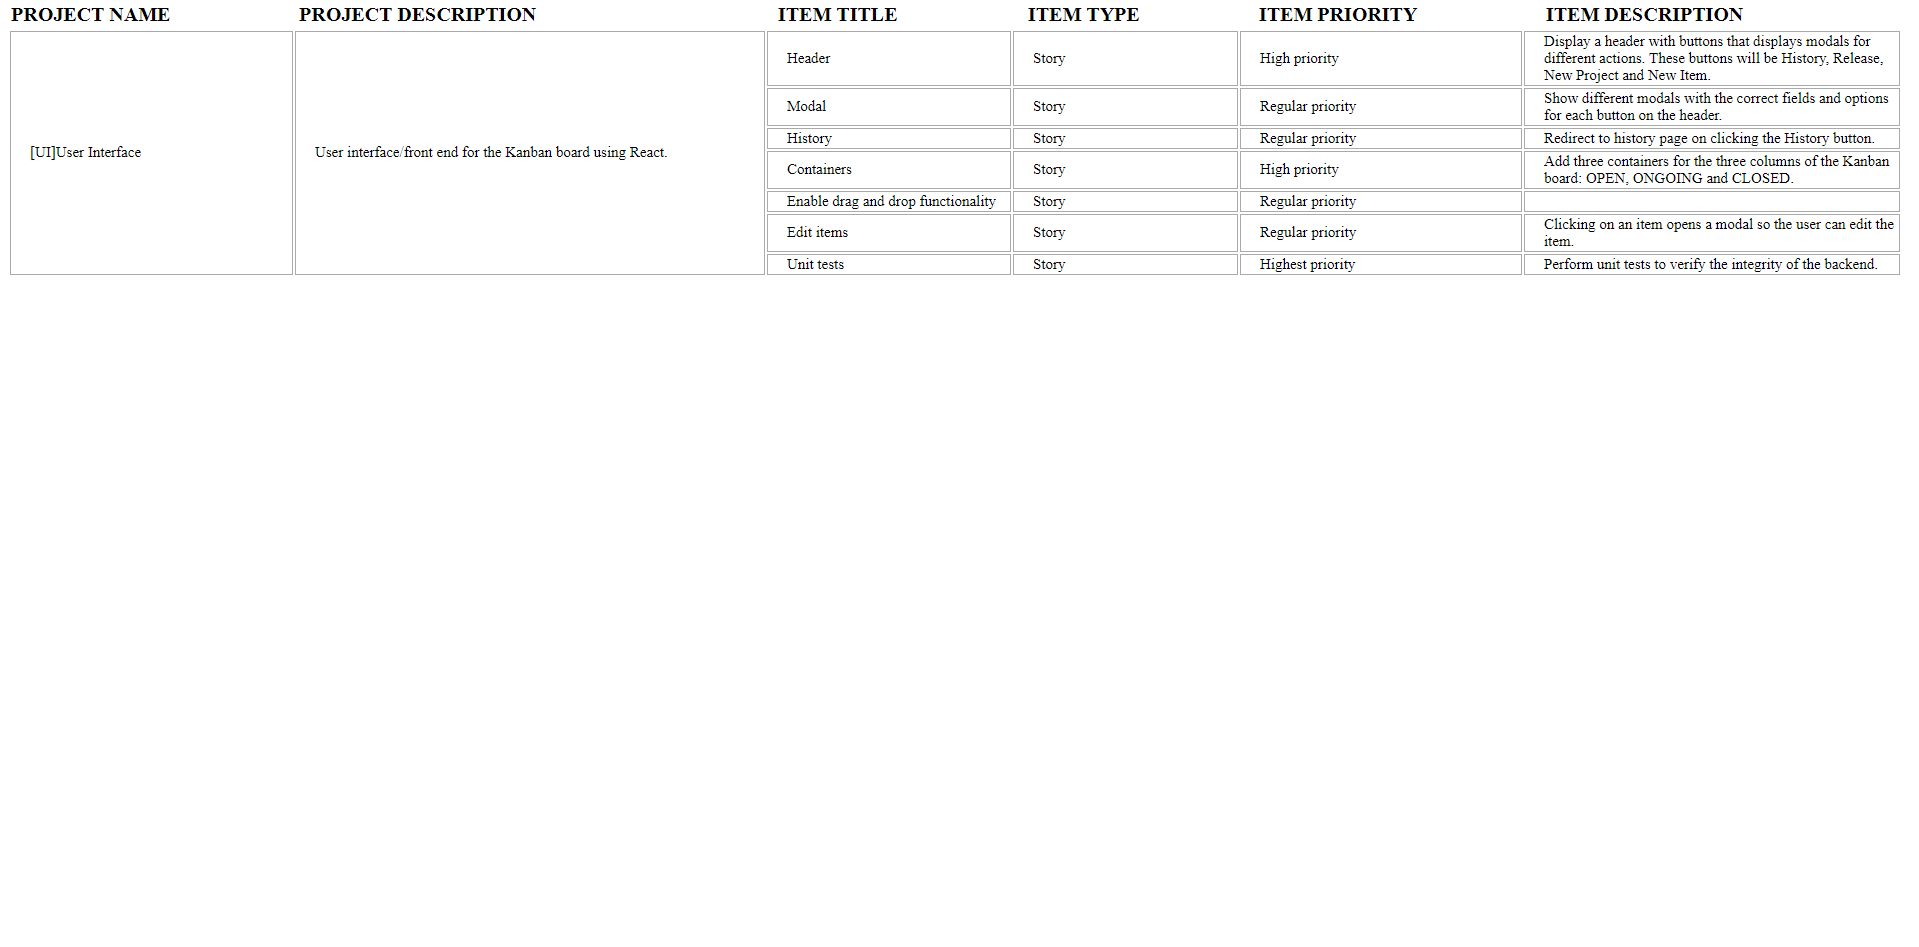 PROJECT NAME PROJECT DESCRIPTION ITEM TITLE ITEM TYPE ITEM PRIORITY ITEM DESCRIPTION
[UI]User Interface
User interface/front end for the Kanban board using React.
Header
Story
High priority
Display a header with buttons that displays modals for
different actions. These buttons will be History, Release,
New Project and New Item.
Modal
Story
Regular priority
Show different modals with the correct fields and options
for each button on the header.
History
Story
Regular priority
Redirect to history page on clicking the History button.
Containers
Story
High priority
Add three containers for the three columns of the Kanban
board: OPEN, ONGOING and CLOSED.
Enable drag and drop functionality
Story
Regular priority
Edit items
Story
Regular priority
Clicking on an item opens a modal so the user can edit the
item.
Unit tests
Story
Highest priority
Perform unit tests to verify the integrity of the backend.